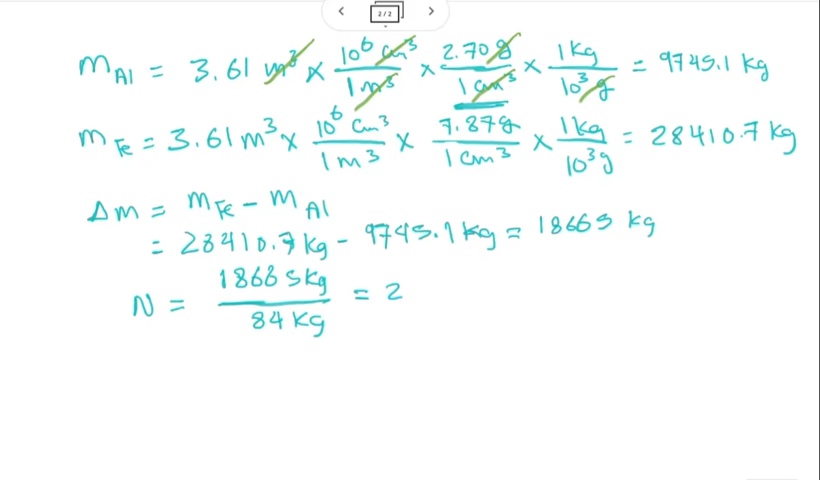 2 / 2
m_Al = 3.61 m³ × 10⁶ cm³ / 1 m³ × 2.70 g / 1 cm³ × 1 kg / 10³ g = 9745.1 kg
m_Fe = 3.61 m³ × 10⁶ cm³ / 1 m³ × 7.87 g / 1 cm³ × 1 kg / 10³ g = 28410.7 kg
Δm = m_Fe - m_Al
= 28410.7 kg - 9745.1 kg = 18665 kg
N = 18665 kg / 84 kg = 2